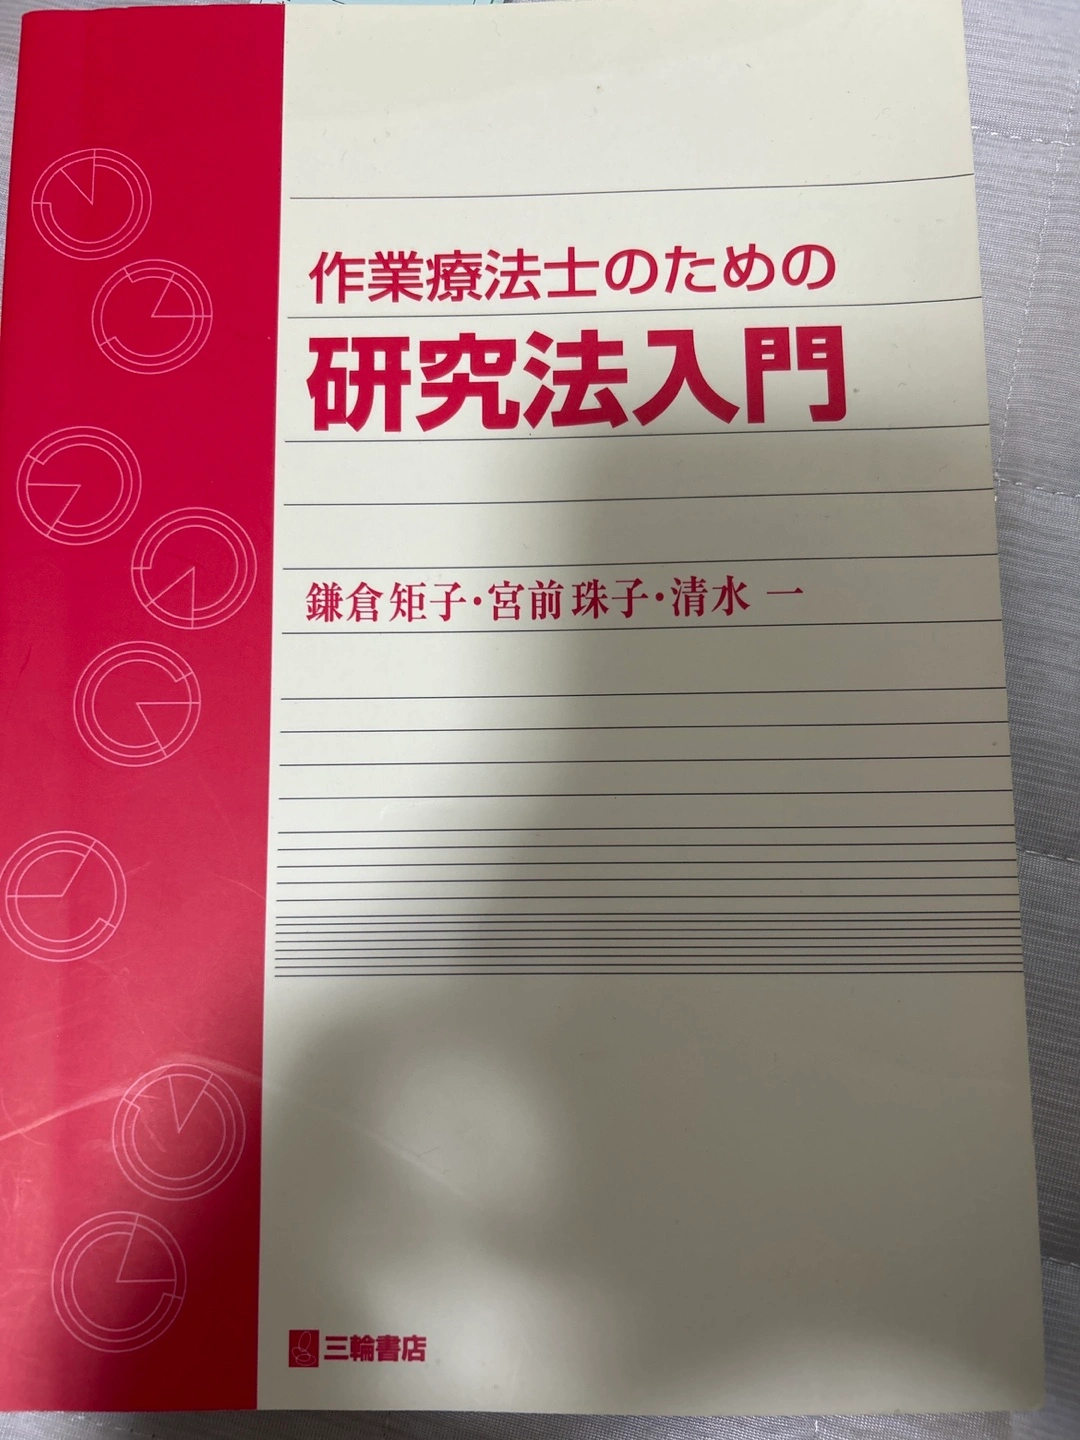 作業療法士のための
研究法入門
鎌倉矩子・宮前珠子・清水 一
三輪書店